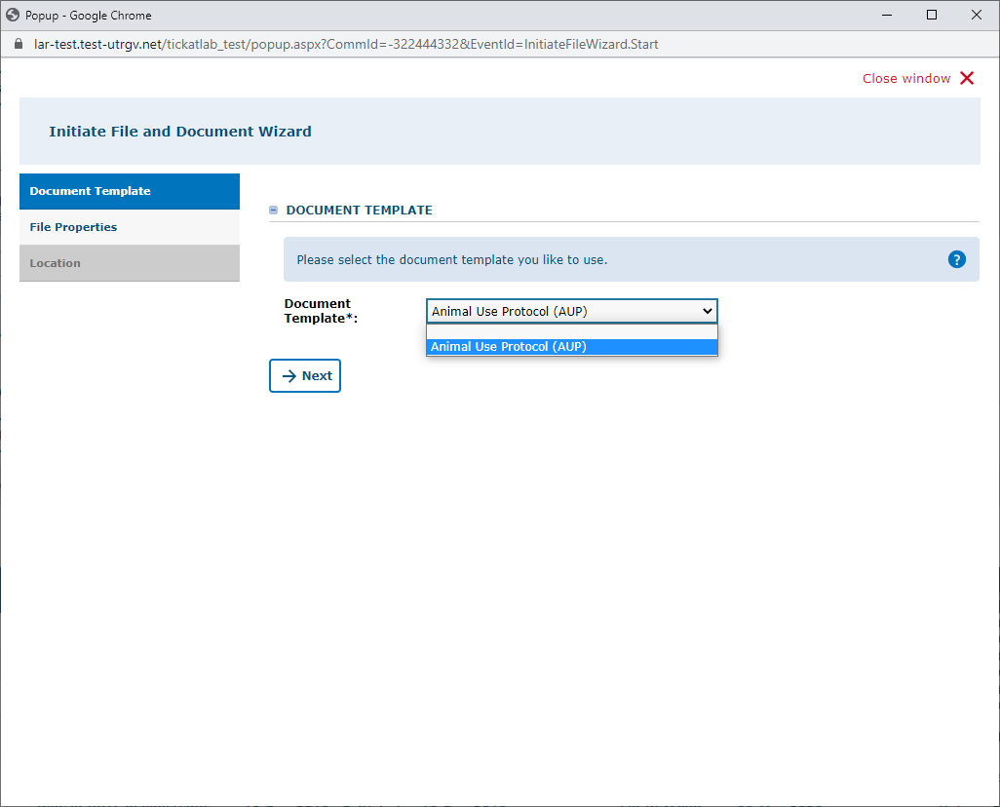 Popup - Google Chrome
lar-test.test-utrgv.net/tickatlab_test/popup.aspx?CommId=-322444332&EventId=InitiateFileWizard.Start
Close window
Initiate File and Document Wizard
Document Template
File Properties
Location
DOCUMENT TEMPLATE
Please select the document template you like to use.
?
Document
Template*:
Animal Use Protocol (AUP)
Animal Use Protocol (AUP)
Next